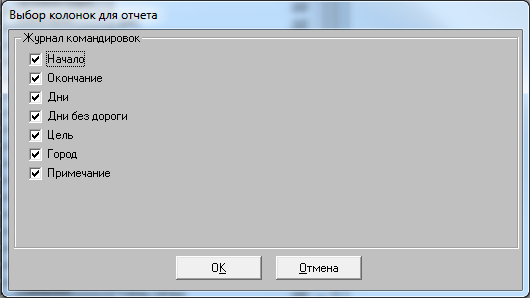 Выбор колонок для отчета
Журнал командировок
Начало
Окончание
Дни
Дни без дороги
Цель
Город
Примечание
OK
Отмена